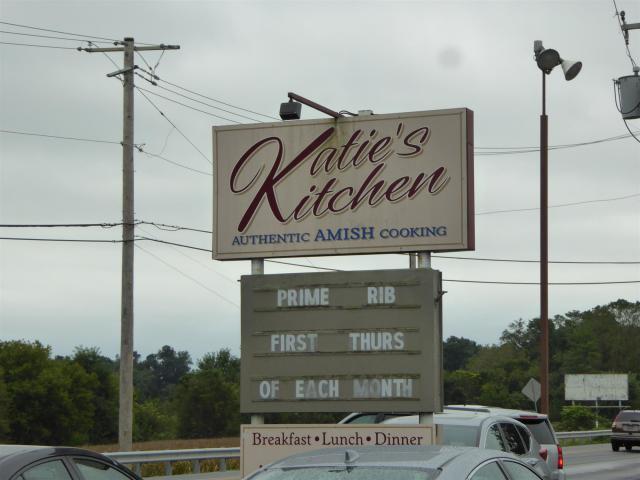 Katie's
Kitchen
AUTHENTIC AMISH COOKING
PRIME RIB
FIRST THURS
OF EACH MONTH
Breakfast • Lunch • Dinner